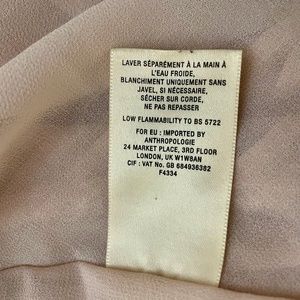 LAVER SÉPARÉMENT À LA MAIN À
L'EAU FROIDE,
BLANCHIMENT UNIQUEMENT SANS
JAVEL, SI NÉCESSAIRE,
SÉCHER SUR CORDE,
NE PAS REPASSER
LOW FLAMMABILITY TO BS 5722
FOR EU : IMPORTED BY
ANTHROPOLOGIE
24 MARKET PLACE, 3RD FLOOR
LONDON, UK W1W8AN
CIF : VAT No. GB 684936382
F4334